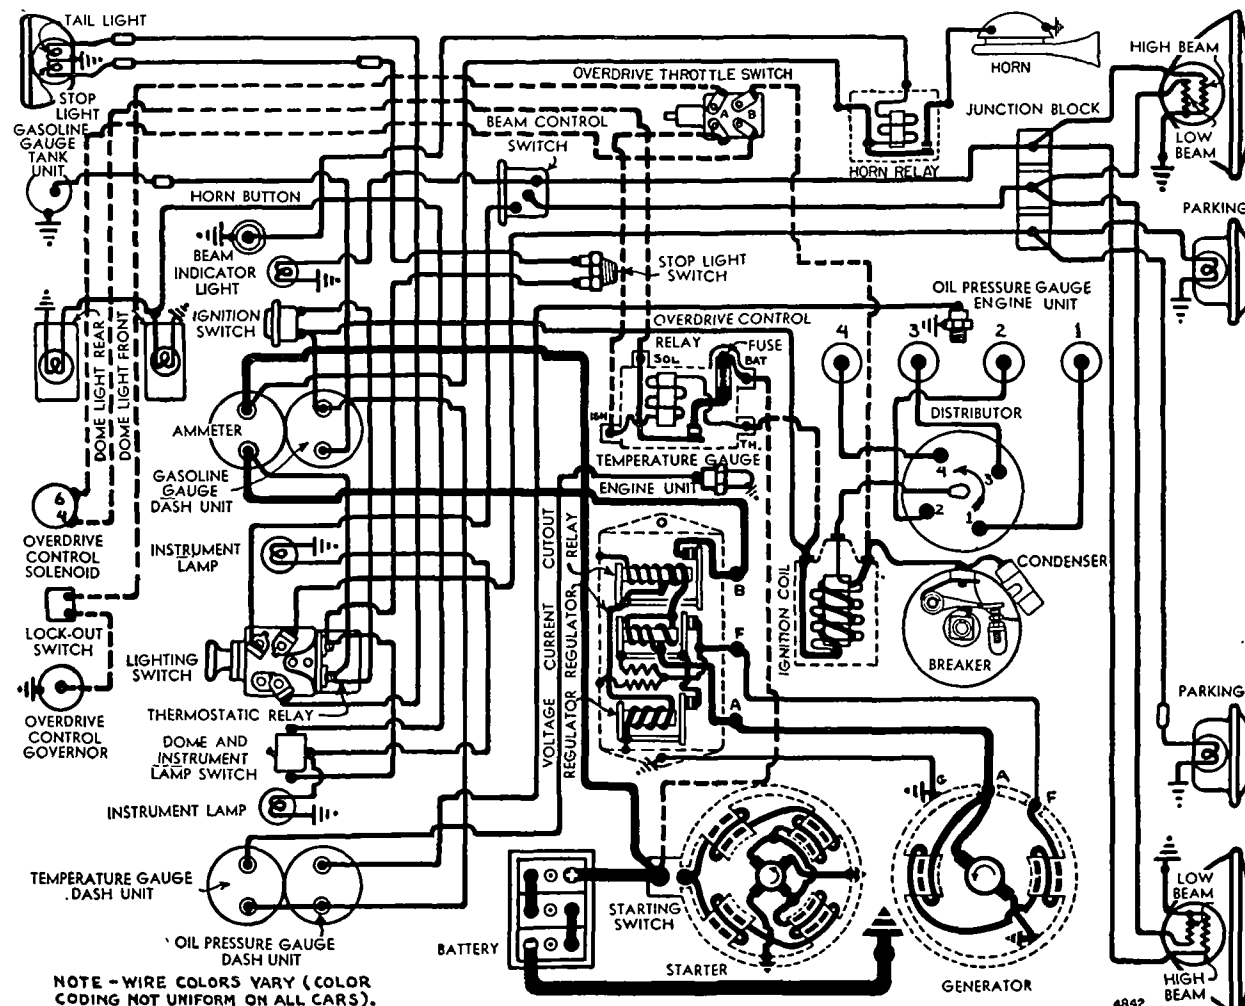 TAIL LIGHT
STOP
LIGHT
GASOLINE
GAUGE
TANK
UNIT
OVERDRIVE THROTTLE SWITCH
A
B
BEAM CONTROL
SWITCH
HORN
HORN RELAY
JUNCTION BLOCK
HIGH BEAM
LOW
BEAM
PARKING
HORN BUTTON
BEAM
INDICATOR
LIGHT
STOP LIGHT
SWITCH
OIL PRESSURE GAUGE
ENGINE UNIT
IGNITION
SWITCH
OVERDRIVE CONTROL
RELAY
SOL.
FUSE
BAT
IGN
TH.
4
3
2
1
DOME LIGHT REAR
DOME LIGHT FRONT
AMMETER
GASOLINE
GAUGE
DASH UNIT
TEMPERATURE GAUGE
ENGINE UNIT
DISTRIBUTOR
4
3
2
1
6
4
OVERDRIVE
CONTROL
SOLENOID
INSTRUMENT
LAMP
VOLTAGE
REGULATOR
CURRENT
REGULATOR
CUTOUT
RELAY
B
F
A
IGNITION COIL
CONDENSER
BREAKER
LOCK-OUT
SWITCH
LIGHTING
SWITCH
THERMOSTATIC RELAY
OVERDRIVE
CONTROL
GOVERNOR
DOME AND
INSTRUMENT
LAMP SWITCH
INSTRUMENT LAMP
PARKING
G
A
F
TEMPERATURE GAUGE
DASH UNIT
OIL PRESSURE GAUGE
DASH UNIT
BATTERY
STARTING
SWITCH
STARTER
GENERATOR
LOW
BEAM
HIGH
BEAM
NOTE - WIRE COLORS VARY (COLOR
CODING NOT UNIFORM ON ALL CARS).
4842